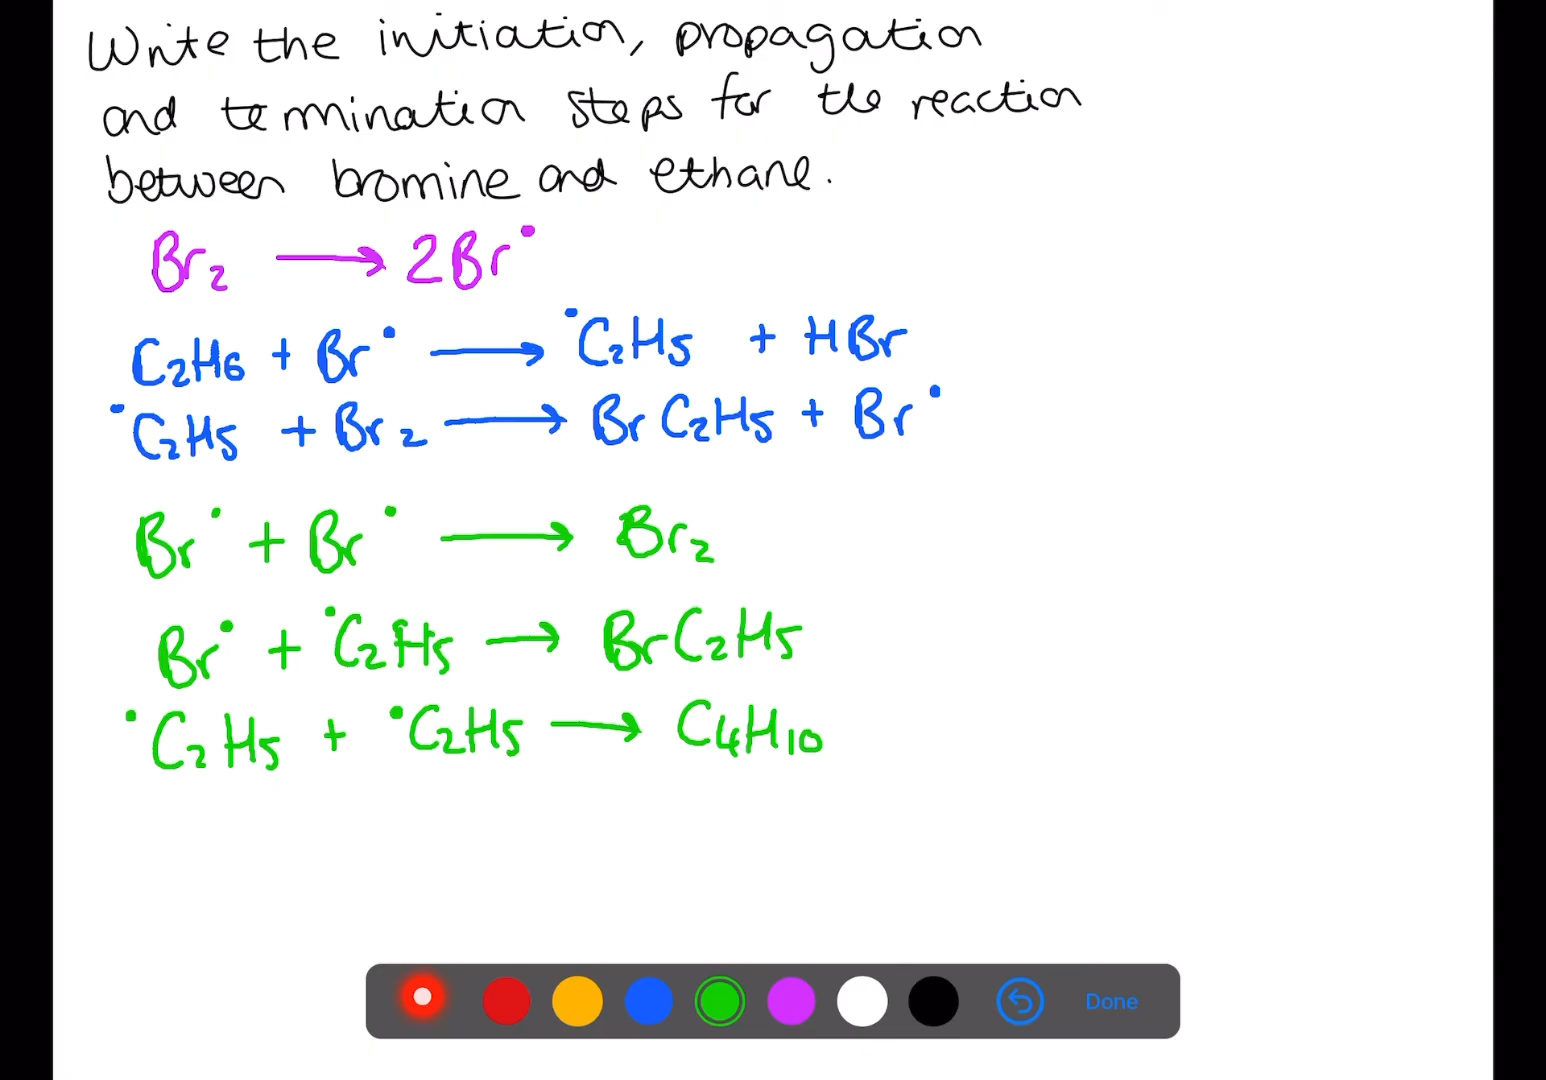 Write the initiation, propagation
and termination steps for the reaction
between bromine and ethane.
Br₂ ⟶ 2Br•
C₂H₆ + Br• ⟶ •C₂H₅ + HBr
•C₂H₅ + Br₂ ⟶ BrC₂H₅ + Br•
Br• + Br• ⟶ Br₂
Br• + •C₂H₅ ⟶ BrC₂H₅
•C₂H₅ + •C₂H₅ ⟶ C₄H₁₀
Done